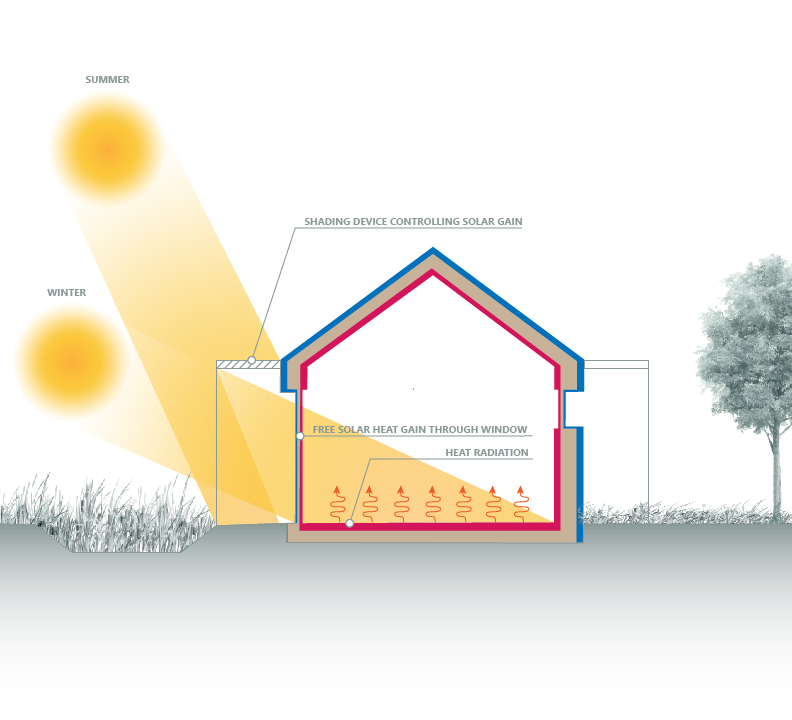 SUMMER
SHADING DEVICE CONTROLLING SOLAR GAIN
WINTER
FREE SOLAR HEAT GAIN THROUGH WINDOW
HEAT RADIATION